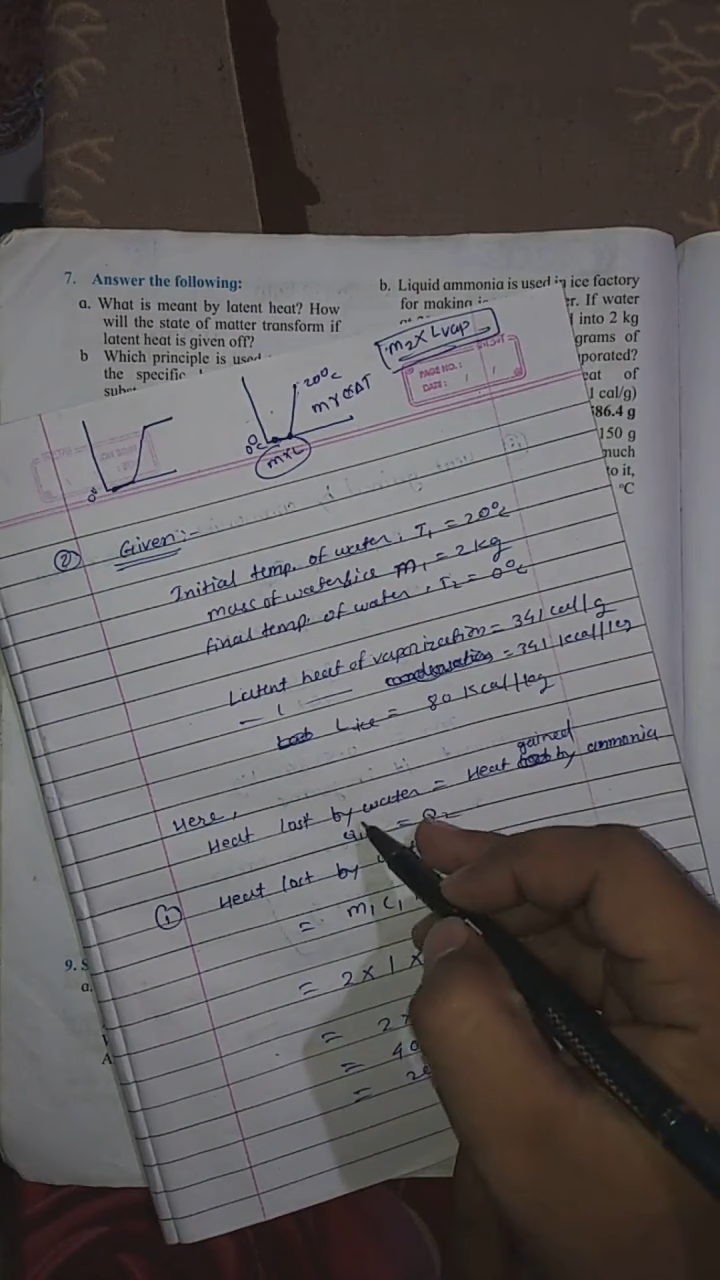 7. Answer the following:
a. What is meant by latent heat? How
will the state of matter transform if
latent heat is given off?
b Which principle is used
the specific
b. Liquid ammonia is used in ice factory
for making
er. If water
into 2 kg
grams of
porated?
eat of
1 cal/g)
586.4 g
150 g
much
to it,
°C
20°c
m × c × ΔT
0°c
m×L
0°
m₂ × Lvap
PAGE NO.:
DATE: / /
② Given :-
Initial temp. of water, T₁ = 20°c
mass of water/ice m₁ = 2 kg
final temp. of water, T₂ = 0°c
Latent heat of vaporization = 341 cal/g
= 341 kcal/kg
Lice = 80 kcal/kg
Here,
Heat lost by water = Heat gained by ammonia
= Q₂
① Heat lost by
= m₁ c₁
= 2 × 1 ×
= 2
= 40
=
9.
a.